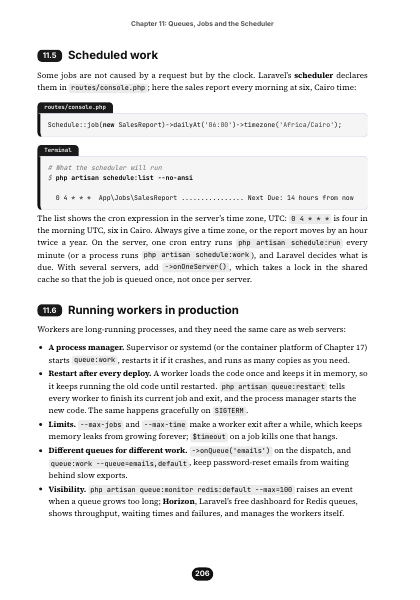 Chapter 11: Queues, Jobs and the Scheduler
11.5 Scheduled work
Some jobs are not caused by a request but by the clock. Laravel's scheduler declares
them in routes/console.php; here the sales report every morning at six, Cairo time:
routes/console.php
Schedule::job(new SalesReport)->dailyAt('06:00')->timezone('Africa/Cairo');
Terminal
# What the scheduler will run
$ php artisan schedule:list --no-ansi
0 4 * * * App\Jobs\SalesReport ................ Next Due: 14 hours from now
The list shows the cron expression in the server's time zone, UTC: 0 4 * * * is four in
the morning UTC, six in Cairo. Always give a time zone, or the report moves by an hour
twice a year. On the server, one cron entry runs php artisan schedule:run every
minute (or a process runs php artisan schedule:work), and Laravel decides what is
due. With several servers, add ->onOneServer(), which takes a lock in the shared
cache so that the job is queued once, not once per server.
11.6 Running workers in production
Workers are long-running processes, and they need the same care as web servers:
• A process manager. Supervisor or systemd (or the container platform of Chapter 17)
starts queue:work, restarts it if it crashes, and runs as many copies as you need.
• Restart after every deploy. A worker loads the code once and keeps it in memory, so
it keeps running the old code until restarted. php artisan queue:restart tells
every worker to finish its current job and exit, and the process manager starts the
new code. The same happens gracefully on SIGTERM.
• Limits. --max-jobs and --max-time make a worker exit after a while, which keeps
memory leaks from growing forever; $timeout on a job kills one that hangs.
• Different queues for different work. ->onQueue('emails') on the dispatch, and
queue:work --queue=emails,default, keep password-reset emails from waiting
behind slow exports.
• Visibility. php artisan queue:monitor redis:default --max=100 raises an event
when a queue grows too long; Horizon, Laravel's free dashboard for Redis queues,
shows throughput, waiting times and failures, and manages the workers itself.
206